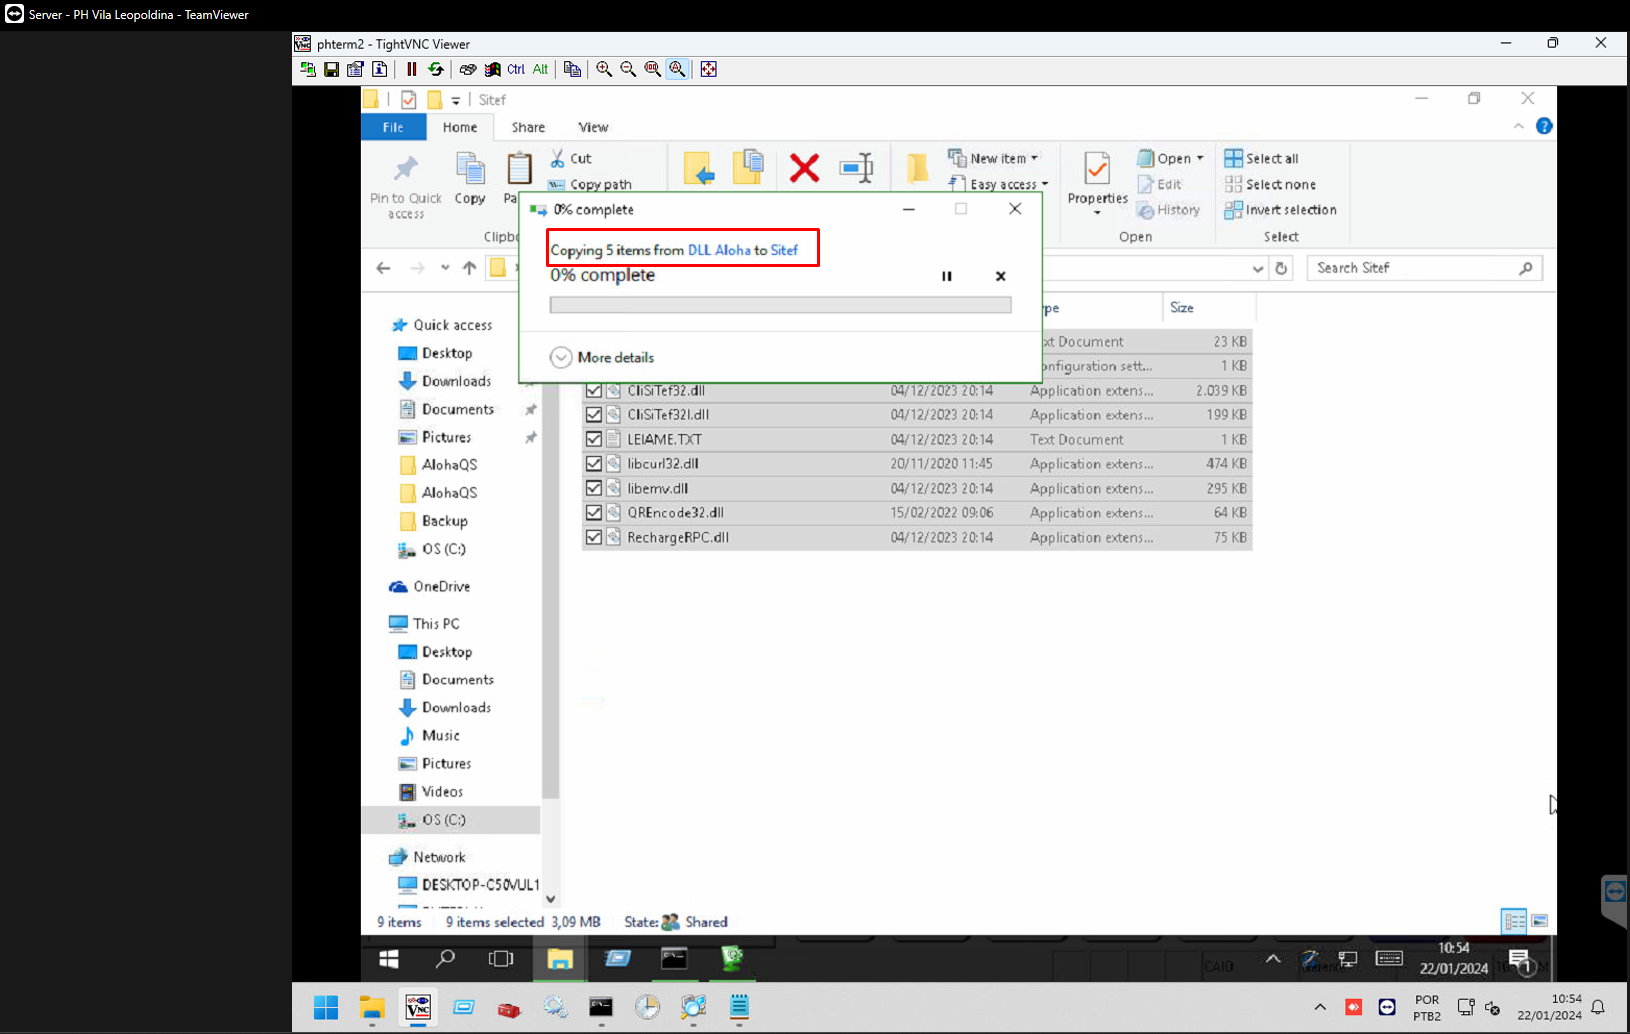 Server - PH Vila Leopoldina - TeamViewer
phterm2 - TightVNC Viewer
Ctrl Alt
Sitef
File Home Share View
Pin to Quick access
Copy
Pa
Cut
Copy path
New item
Easy access
Properties
Open
Edit
History
Select all
Select none
Invert selection
Clipb
Open
Select
0% complete
Copying 5 items from DLL Aloha to Sitef
0% complete
More details
Search Sitef
ype Size
xt Document 23 KB
onfiguration sett... 1 KB
CliSiTef32.dll 04/12/2023 20:14 Application extens... 2.039 KB
CliSiTef32I.dll 04/12/2023 20:14 Application extens... 199 KB
LEIAME.TXT 04/12/2023 20:14 Text Document 1 KB
libcurl32.dll 20/11/2020 11:45 Application extens... 474 KB
libemv.dll 04/12/2023 20:14 Application extens... 295 KB
QREncode32.dll 15/02/2022 09:06 Application extens... 64 KB
RechargeRPC.dll 04/12/2023 20:14 Application extens... 75 KB
Quick access
Desktop
Downloads
Documents
Pictures
AlohaQS
AlohaQS
Backup
OS (C:)
OneDrive
This PC
Desktop
Documents
Downloads
Music
Pictures
Videos
OS (C:)
Network
DESKTOP-C50VUL1
9 items 9 items selected 3,09 MB State: Shared
CAIO
10:54
22/01/2024
1
POR
PTB2
10:54
22/01/2024